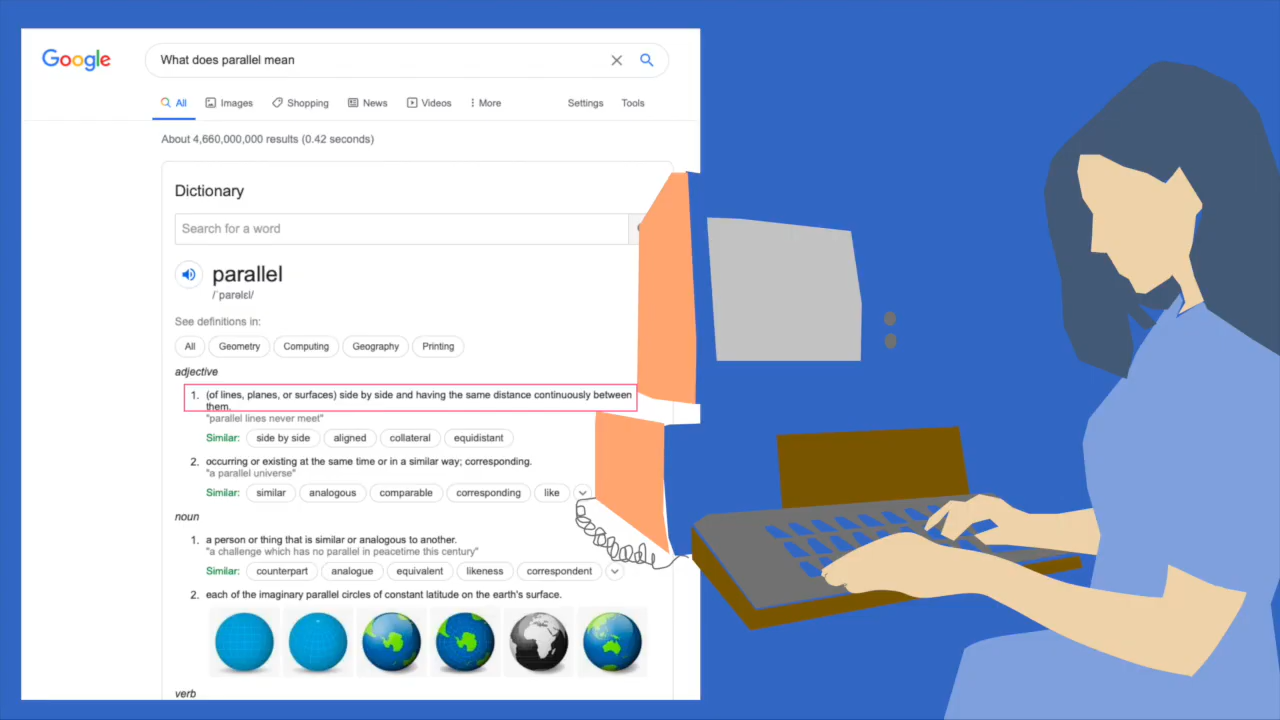 Google
What does parallel mean
All Images Shopping News Videos More Settings Tools
About 4,660,000,000 results (0.42 seconds)
Dictionary
Search for a word
parallel
/ˈparəlɛl/
See definitions in:
All Geometry Computing Geography Printing
adjective
1. (of lines, planes, or surfaces) side by side and having the same distance continuously between
them.
"parallel lines never meet"
Similar: side by side aligned collateral equidistant
2. occurring or existing at the same time or in a similar way; corresponding.
"a parallel universe"
Similar: similar analogous comparable corresponding like
noun
1. a person or thing that is similar or analogous to another.
"a challenge which has no parallel in peacetime this century"
Similar: counterpart analogue equivalent likeness correspondent
2. each of the imaginary parallel circles of constant latitude on the earth's surface.
verb